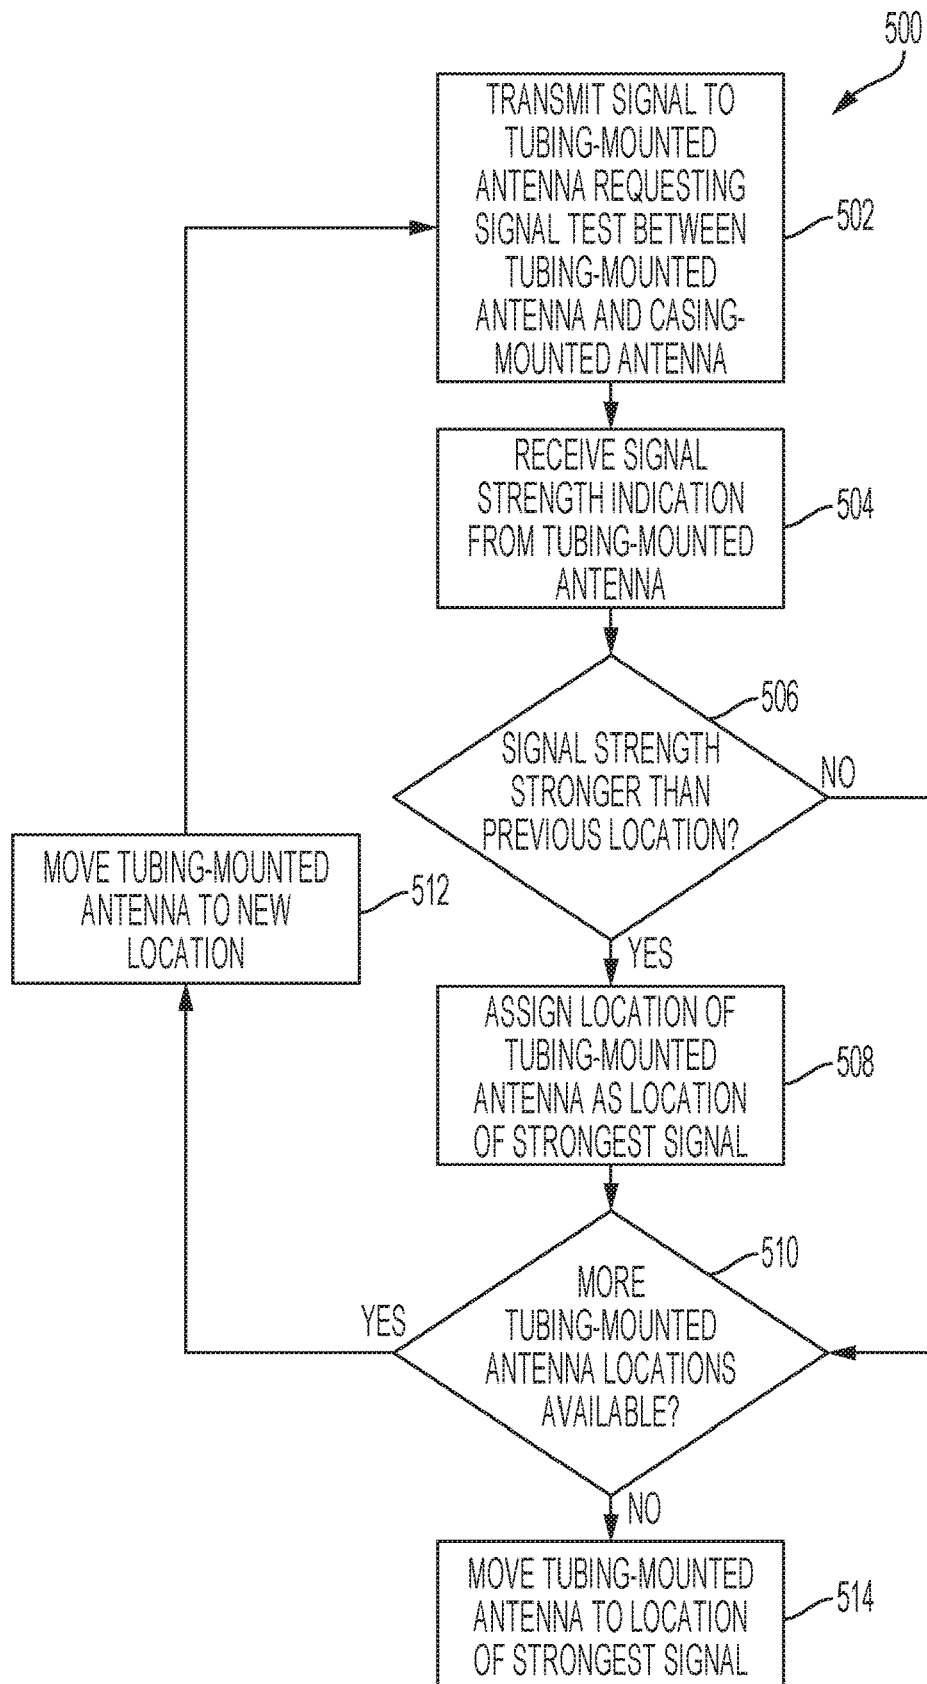 500
TRANSMIT SIGNAL TO
TUBING-MOUNTED
ANTENNA REQUESTING
SIGNAL TEST BETWEEN
TUBING-MOUNTED
ANTENNA AND CASING-
MOUNTED ANTENNA
502
RECEIVE SIGNAL
STRENGTH INDICATION
FROM TUBING-MOUNTED
ANTENNA
504
SIGNAL STRENGTH
STRONGER THAN
PREVIOUS LOCATION?
506
NO
YES
MOVE TUBING-MOUNTED
ANTENNA TO NEW
LOCATION
512
ASSIGN LOCATION OF
TUBING-MOUNTED
ANTENNA AS LOCATION
OF STRONGEST SIGNAL
508
MORE
TUBING-MOUNTED
ANTENNA LOCATIONS
AVAILABLE?
510
YES
NO
MOVE TUBING-MOUNTED
ANTENNA TO LOCATION
OF STRONGEST SIGNAL
514